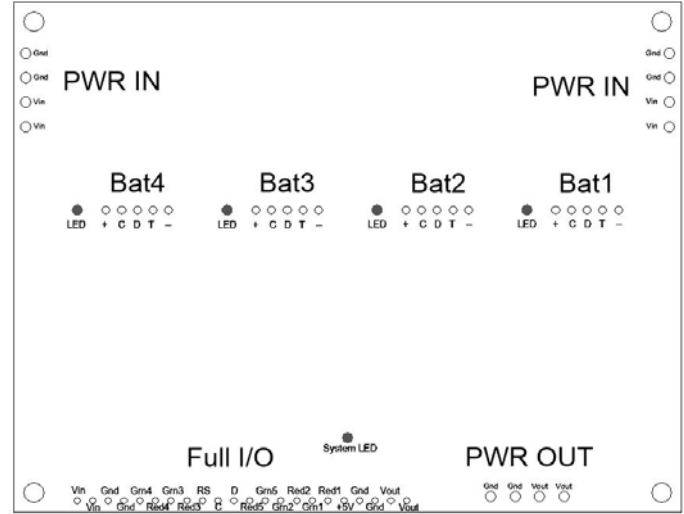 Gnd Gnd
Gnd PWR IN PWR IN Gnd
Vin Vin
Vin Vin
Bat4 Bat3 Bat2 Bat1
LED + C D T – LED + C D T – LED + C D T – LED + C D T –
System LED
Full I/O PWR OUT
Vin Gnd Grn4 Grn3 RS D Grn5 Red2 Red1 Gnd Vout Gnd Gnd Vout Vout
Vin Gnd Red4 Red3 C Red5 Grn2 Grn1 +5V Gnd Vout